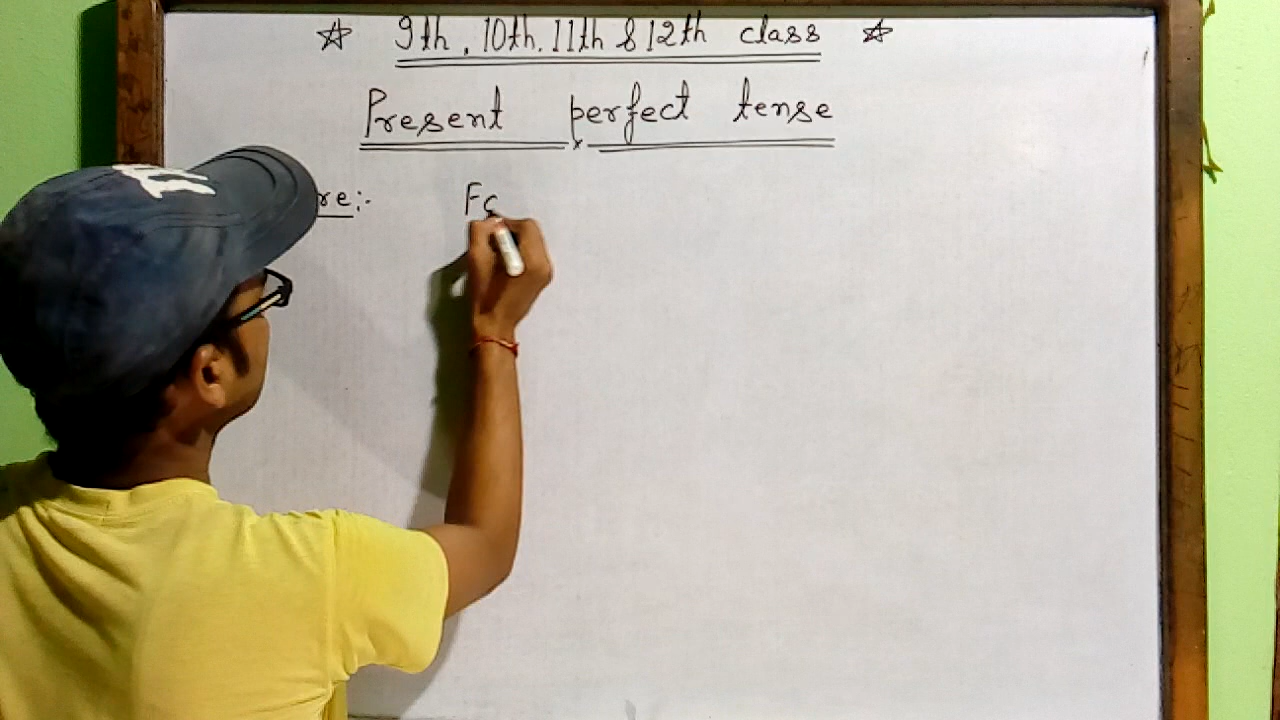 ☆ 9th, 10th, 11th & 12th class ☆
Present perfect tense
re:-